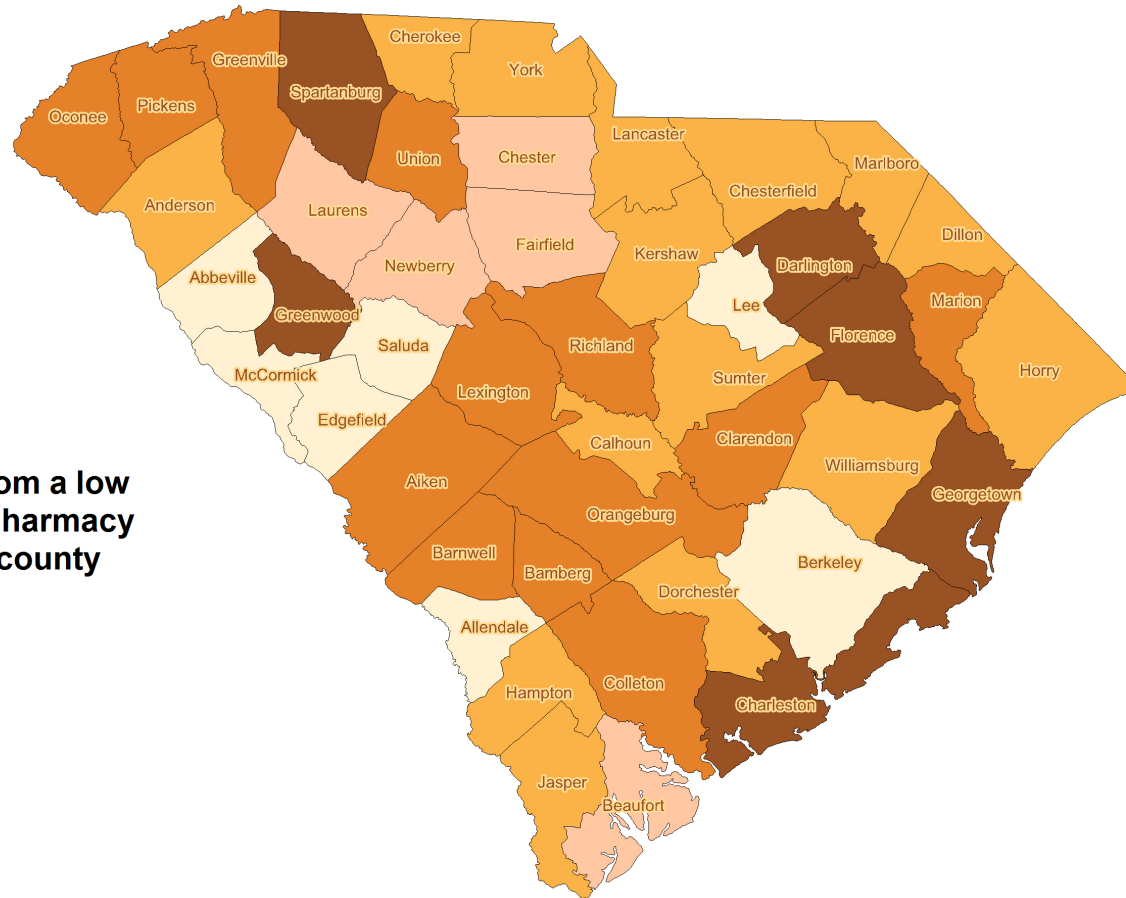 Cherokee
Greenville
York
Spartanburg
Pickens
Oconee
Lancaster
Union
Chester
Marlboro
Chesterfield
Anderson
Laurens
Dillon
Fairfield
Kershaw
Newberry
Darlington
Abbeville
Marion
Lee
Greenwood
Florence
Saluda
Richland
Horry
McCormick
Sumter
Lexington
Edgefield
Clarendon
Calhoun
Williamsburg
Aiken
om a low
Georgetown
Orangeburg
harmacy
Barnwell
county
Berkeley
Bamberg
Dorchester
Allendale
Colleton
Hampton
Charleston
Jasper
Beaufort